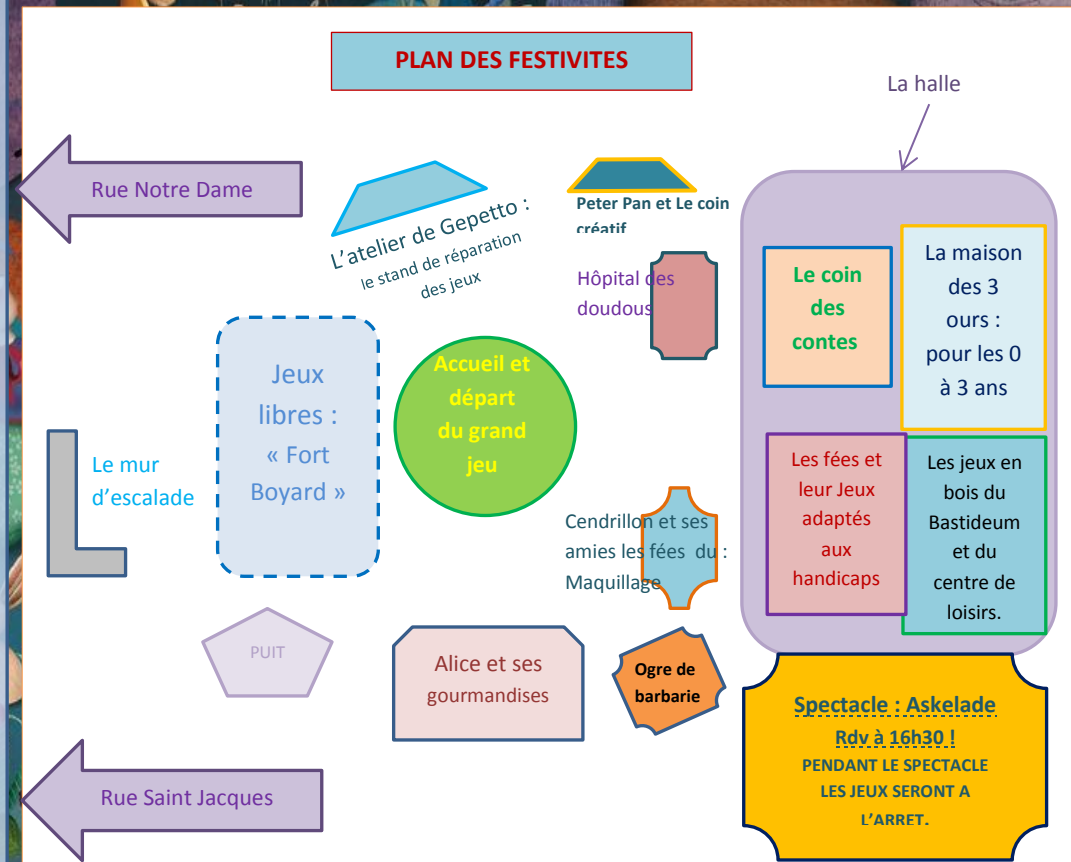 PLAN DES FESTIVITES
La halle
Rue Notre Dame
L'atelier de Gepetto :
le stand de réparation
des jeux
Peter Pan et Le coin
créatif
Hôpital des
doudous
Le coin
des
contes
La maison
des 3
ours :
pour les 0
à 3 ans
Jeux
libres :
« Fort
Boyard »
Accueil et
départ
du grand
jeu
Le mur
d'escalade
Cendrillon et ses
amies les fées du :
Maquillage
Les fées et
leur Jeux
adaptés
aux
handicaps
Les jeux en
bois du
Bastideum
et du
centre de
loisirs.
PUIT
Alice et ses
gourmandises
Ogre de
barbarie
Spectacle : Askelade
Rdv à 16h30 !
PENDANT LE SPECTACLE
LES JEUX SERONT A
L'ARRET.
Rue Saint Jacques